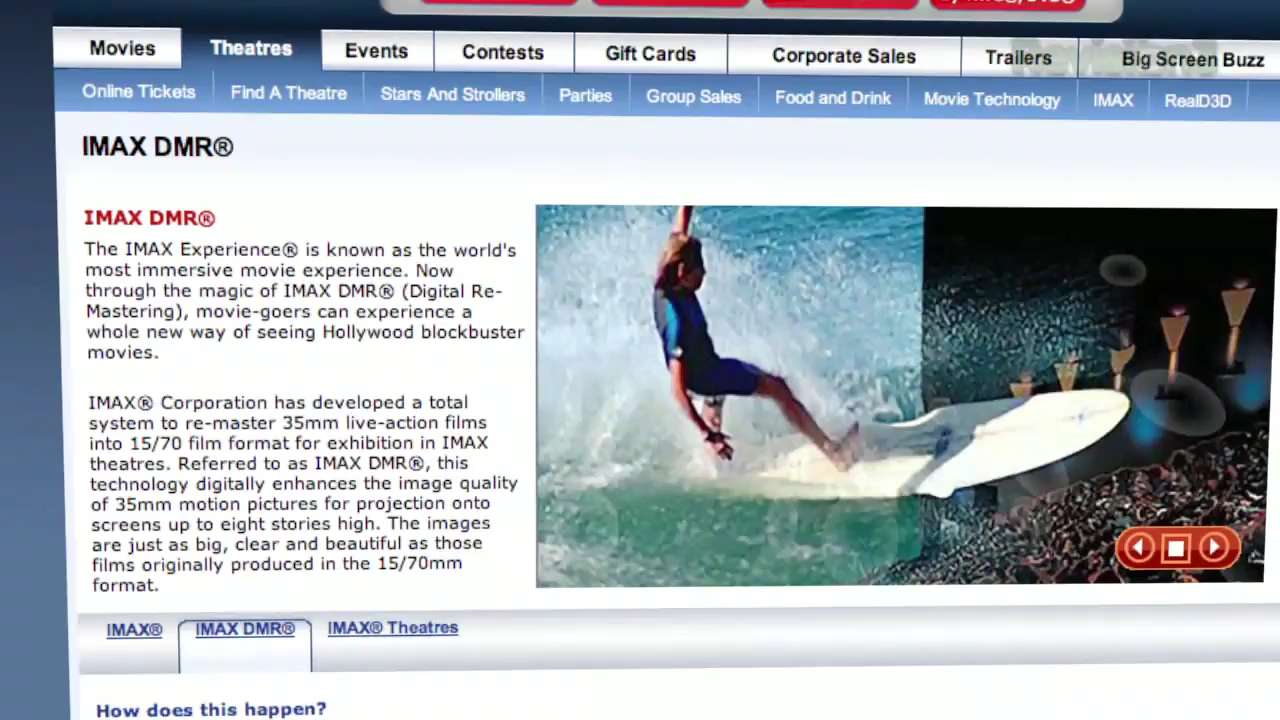 Movies
Theatres
Events
Contests
Gift Cards
Corporate Sales
Trailers
Big Screen Buzz
Online Tickets
Find A Theatre
Stars And Strollers
Parties
Group Sales
Food and Drink
Movie Technology
IMAX
RealD3D
IMAX DMR®
IMAX DMR®
The IMAX Experience® is known as the world's
most immersive movie experience. Now
through the magic of IMAX DMR® (Digital Re-
Mastering), movie-goers can experience a
whole new way of seeing Hollywood blockbuster
movies.
IMAX® Corporation has developed a total
system to re-master 35mm live-action films
into 15/70 film format for exhibition in IMAX
theatres. Referred to as IMAX DMR®, this
technology digitally enhances the image quality
of 35mm motion pictures for projection onto
screens up to eight stories high. The images
are just as big, clear and beautiful as those
films originally produced in the 15/70mm
format.
IMAX®
IMAX DMR®
IMAX® Theatres
How does this happen?